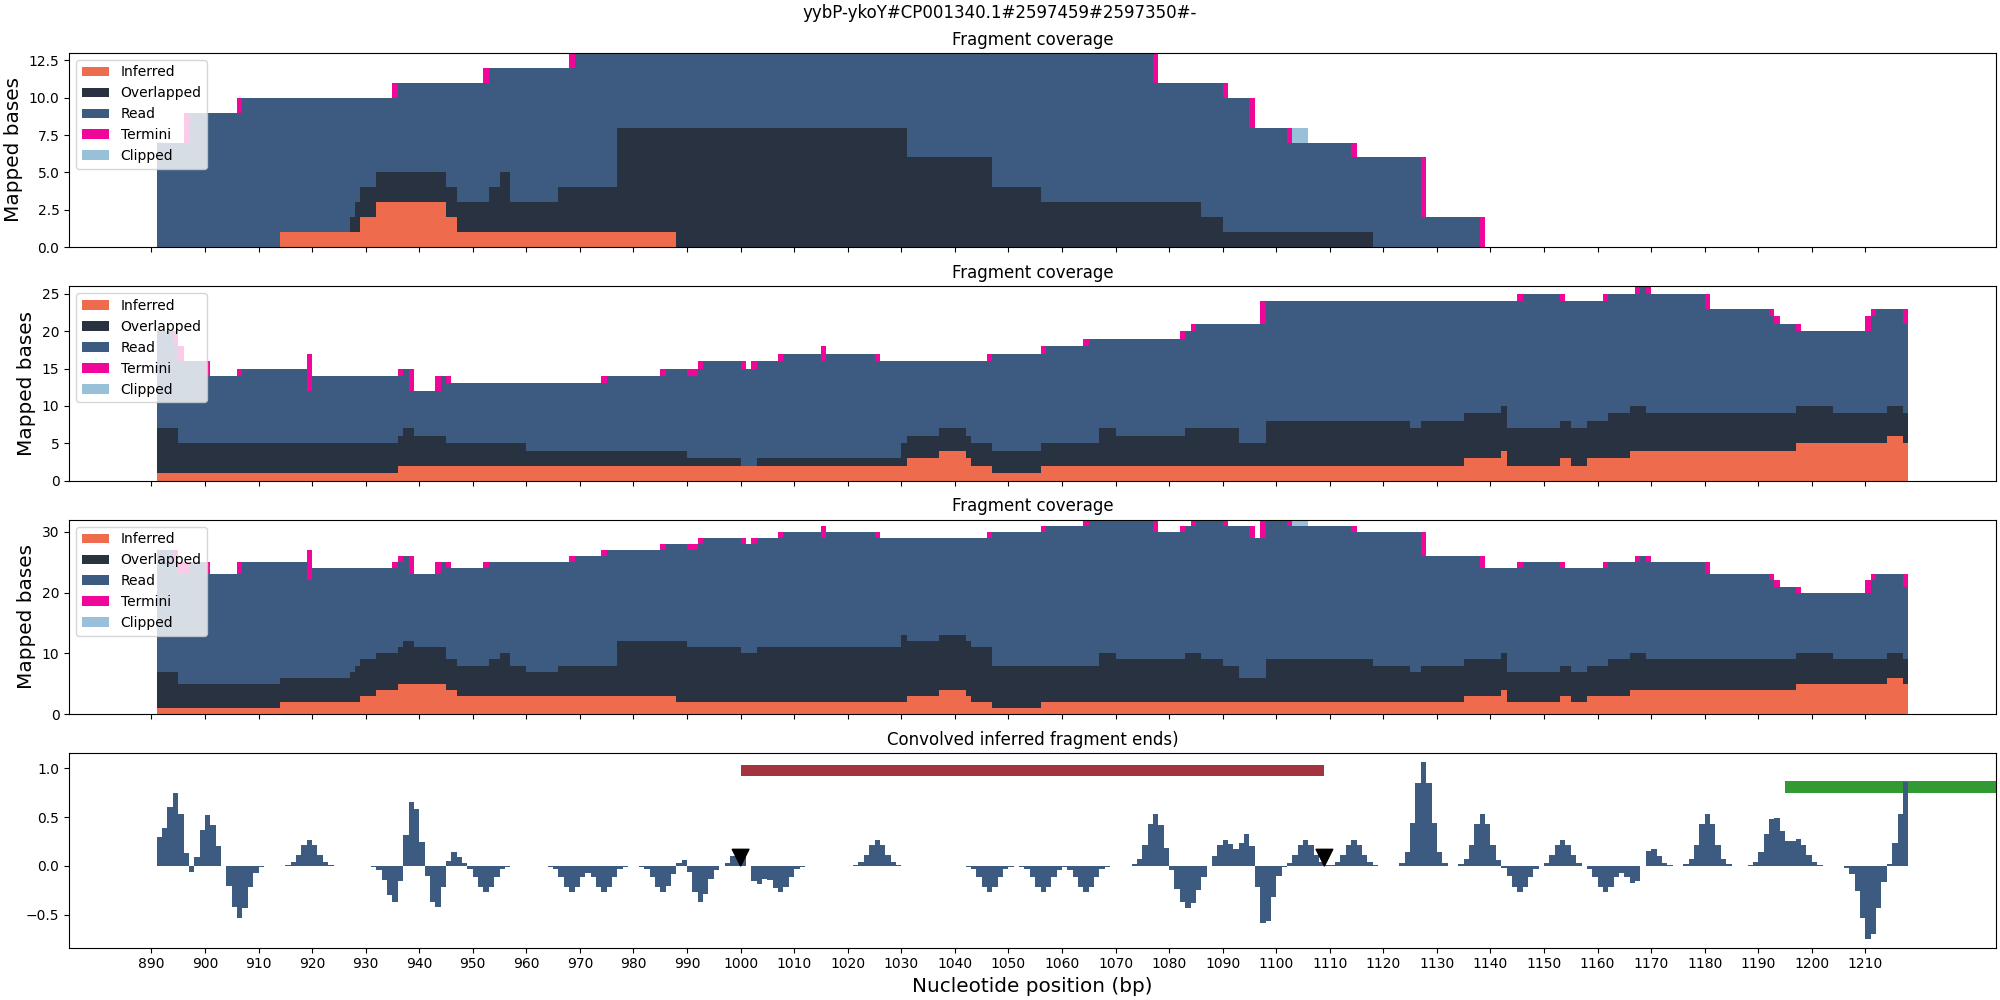 yybP-ykoY#CP001340.1#2597459#2597350#-
Fragment coverage
Mapped bases
12.5
10.0
7.5
5.0
2.5
0.0
Inferred
Overlapped
Read
Termini
Clipped
Fragment coverage
Mapped bases
25
20
15
10
5
0
Inferred
Overlapped
Read
Termini
Clipped
Fragment coverage
Mapped bases
30
20
10
0
Inferred
Overlapped
Read
Termini
Clipped
Convolved inferred fragment ends)
1.0
0.5
0.0
−0.5
890 900 910 920 930 940 950 960 970 980 990 1000 1010 1020 1030 1040 1050 1060 1070 1080 1090 1100 1110 1120 1130 1140 1150 1160 1170 1180 1190 1200 1210
Nucleotide position (bp)